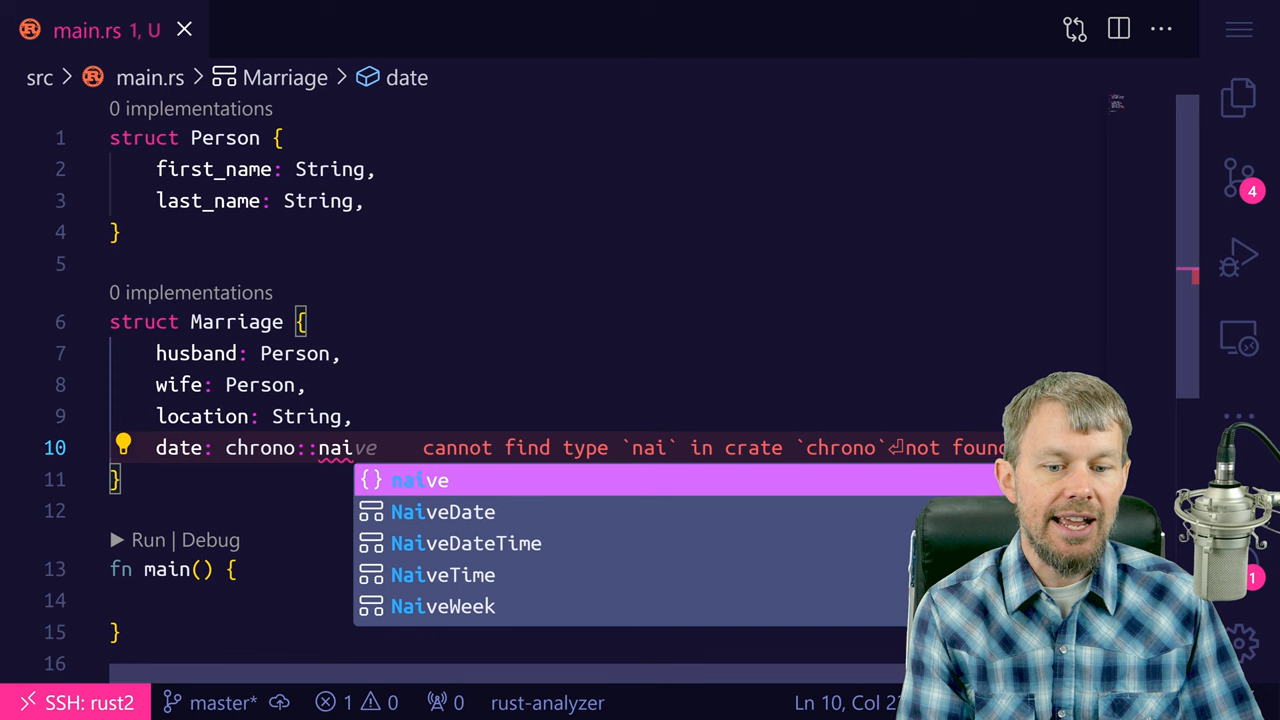 main.rs 1, U
src > main.rs > Marriage > date
0 implementations
1 struct Person {
2 first_name: String,
3 last_name: String,
4 }
5
0 implementations
6 struct Marriage {
7 husband: Person,
8 wife: Person,
9 location: String,
10 date: chrono::naive cannot find type `nai` in crate `chrono`⏎not found
{} naive
11 }
NaiveDate
12
NaiveDateTime
Run | Debug
13 fn main() {
NaiveTime
14
NaiveWeek
15 }
16
4
1
SSH: rust2 master* 1 0 0 rust-analyzer Ln 10, Col